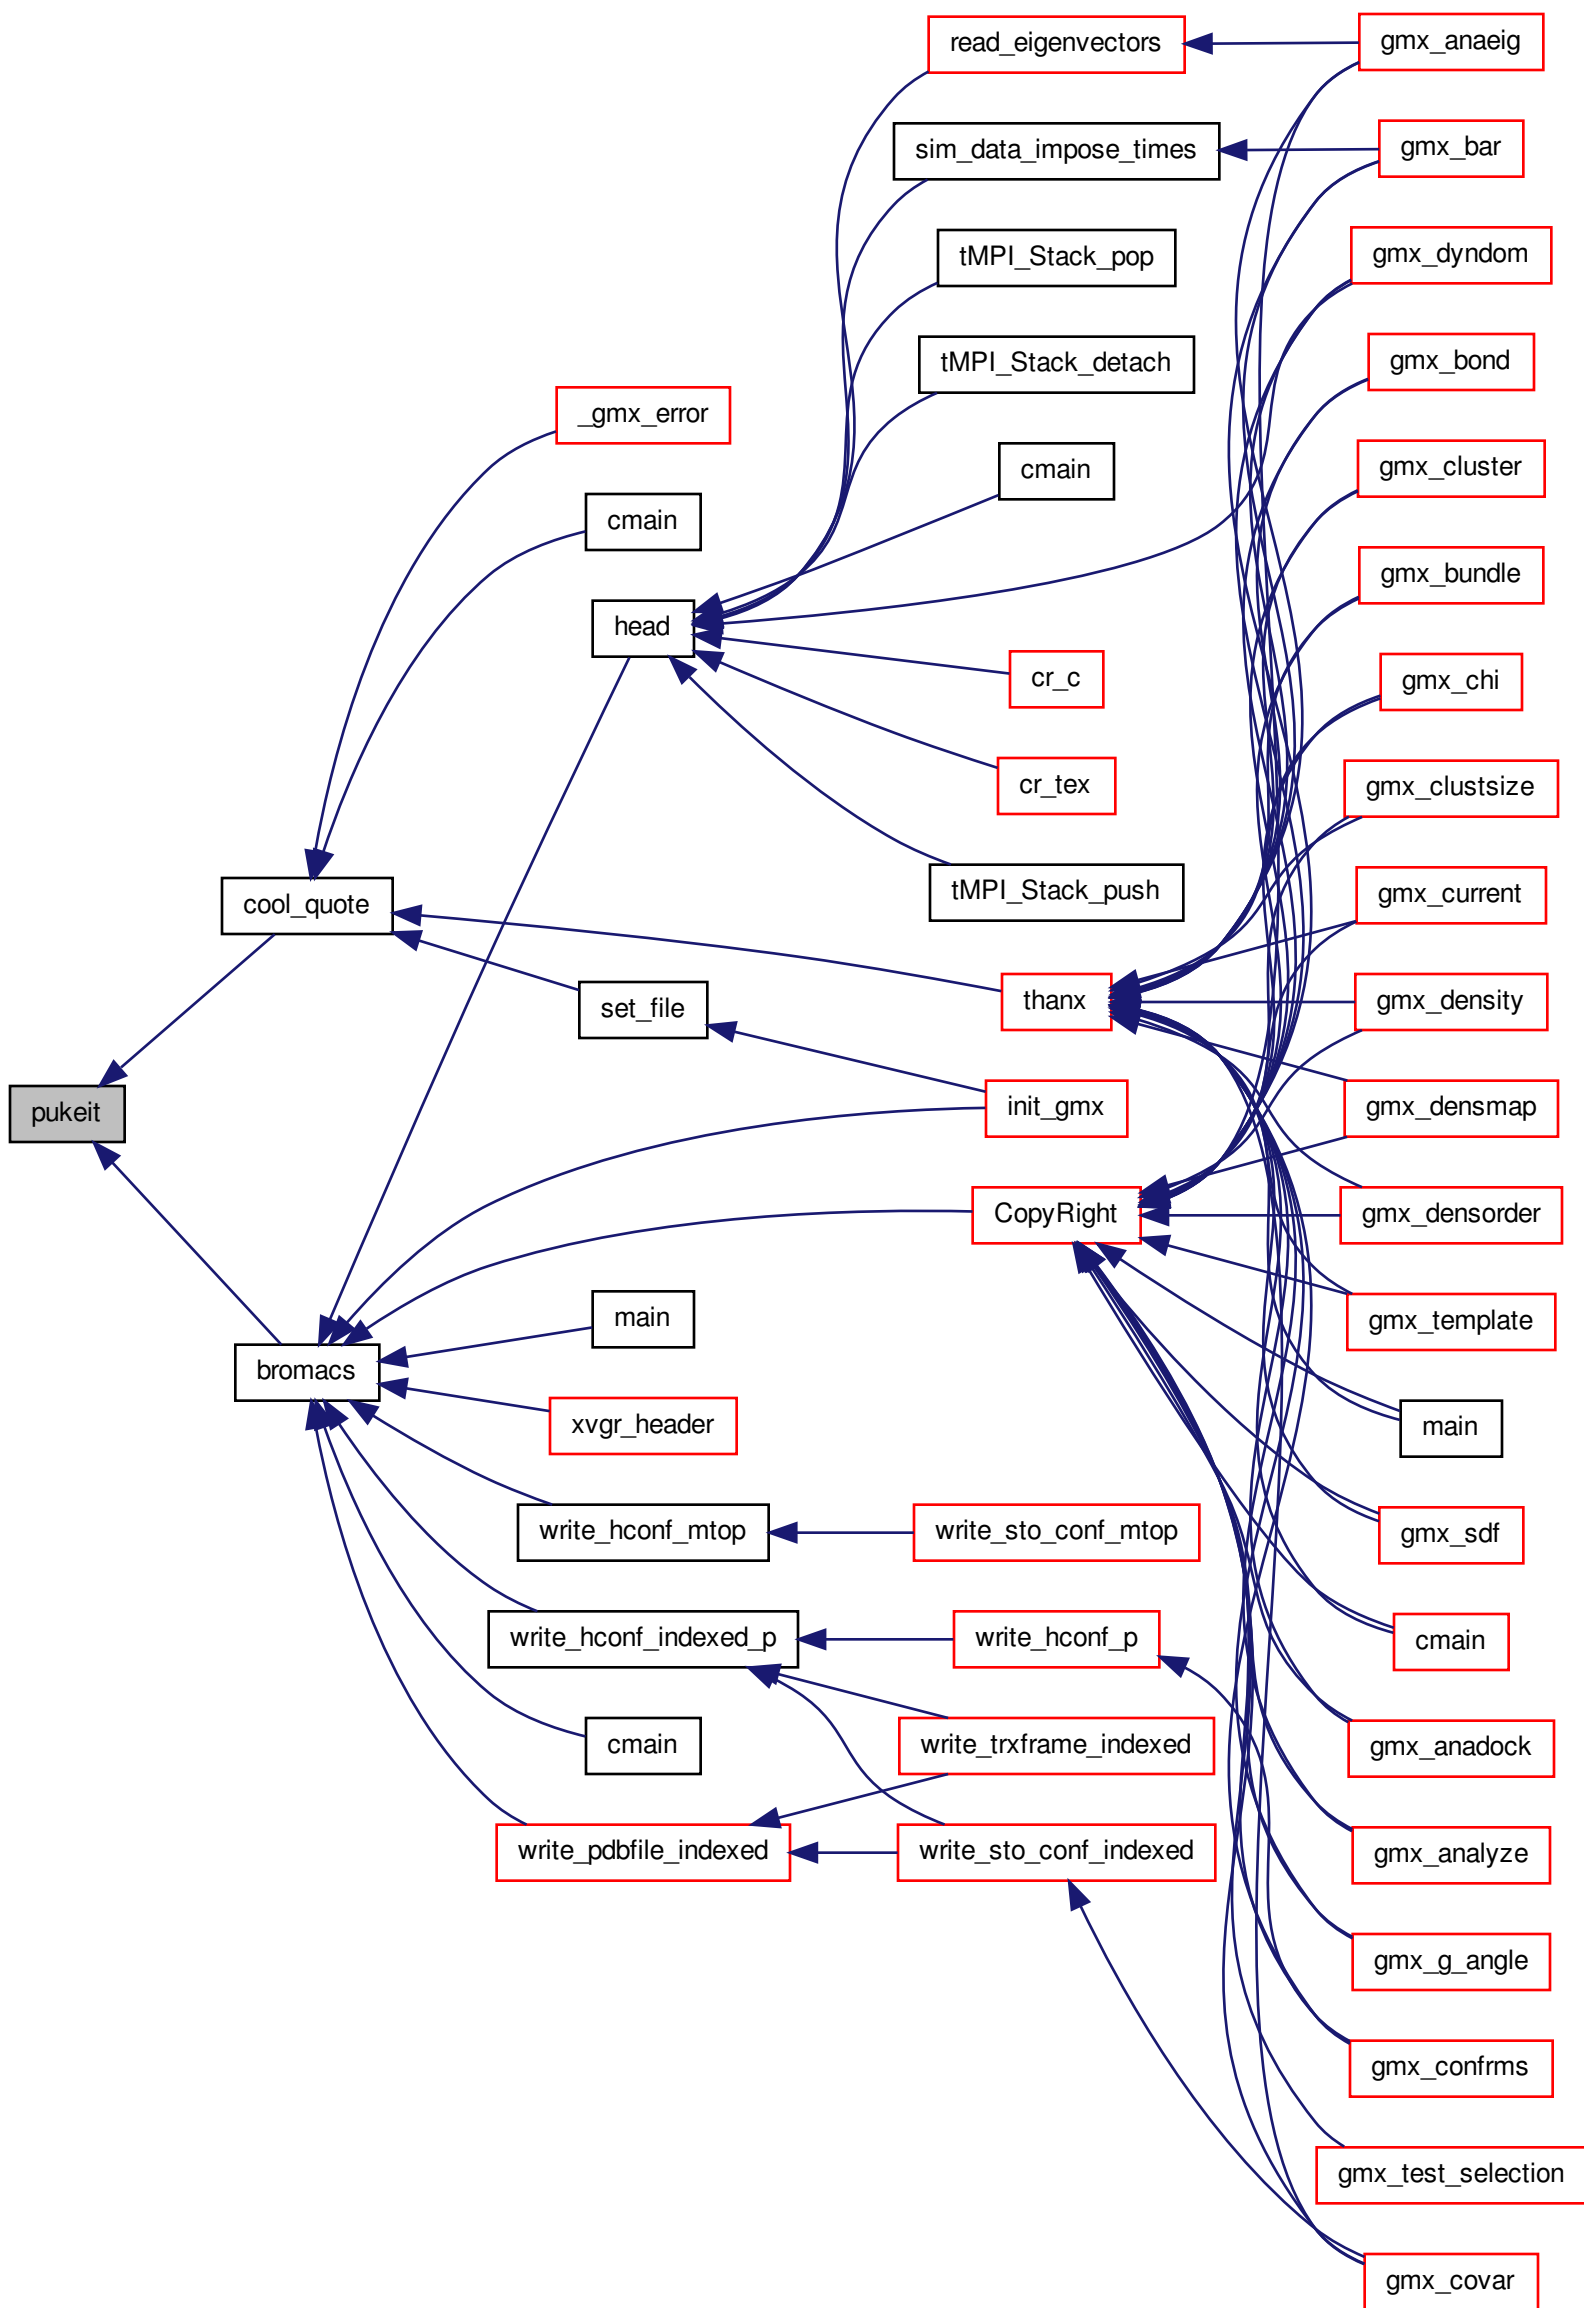 pukeit
cool_quote
bromacs
_gmx_error
cmain
head
set_file
main
xvgr_header
write_hconf_mtop
write_hconf_indexed_p
cmain
write_pdbfile_indexed
read_eigenvectors
sim_data_impose_times
tMPI_Stack_pop
tMPI_Stack_detach
cmain
cr_c
cr_tex
tMPI_Stack_push
thanx
init_gmx
CopyRight
write_sto_conf_mtop
write_hconf_p
write_trxframe_indexed
write_sto_conf_indexed
gmx_anaeig
gmx_bar
gmx_dyndom
gmx_bond
gmx_cluster
gmx_bundle
gmx_chi
gmx_clustsize
gmx_current
gmx_density
gmx_densmap
gmx_densorder
gmx_template
main
gmx_sdf
cmain
gmx_anadock
gmx_analyze
gmx_g_angle
gmx_confrms
gmx_test_selection
gmx_covar